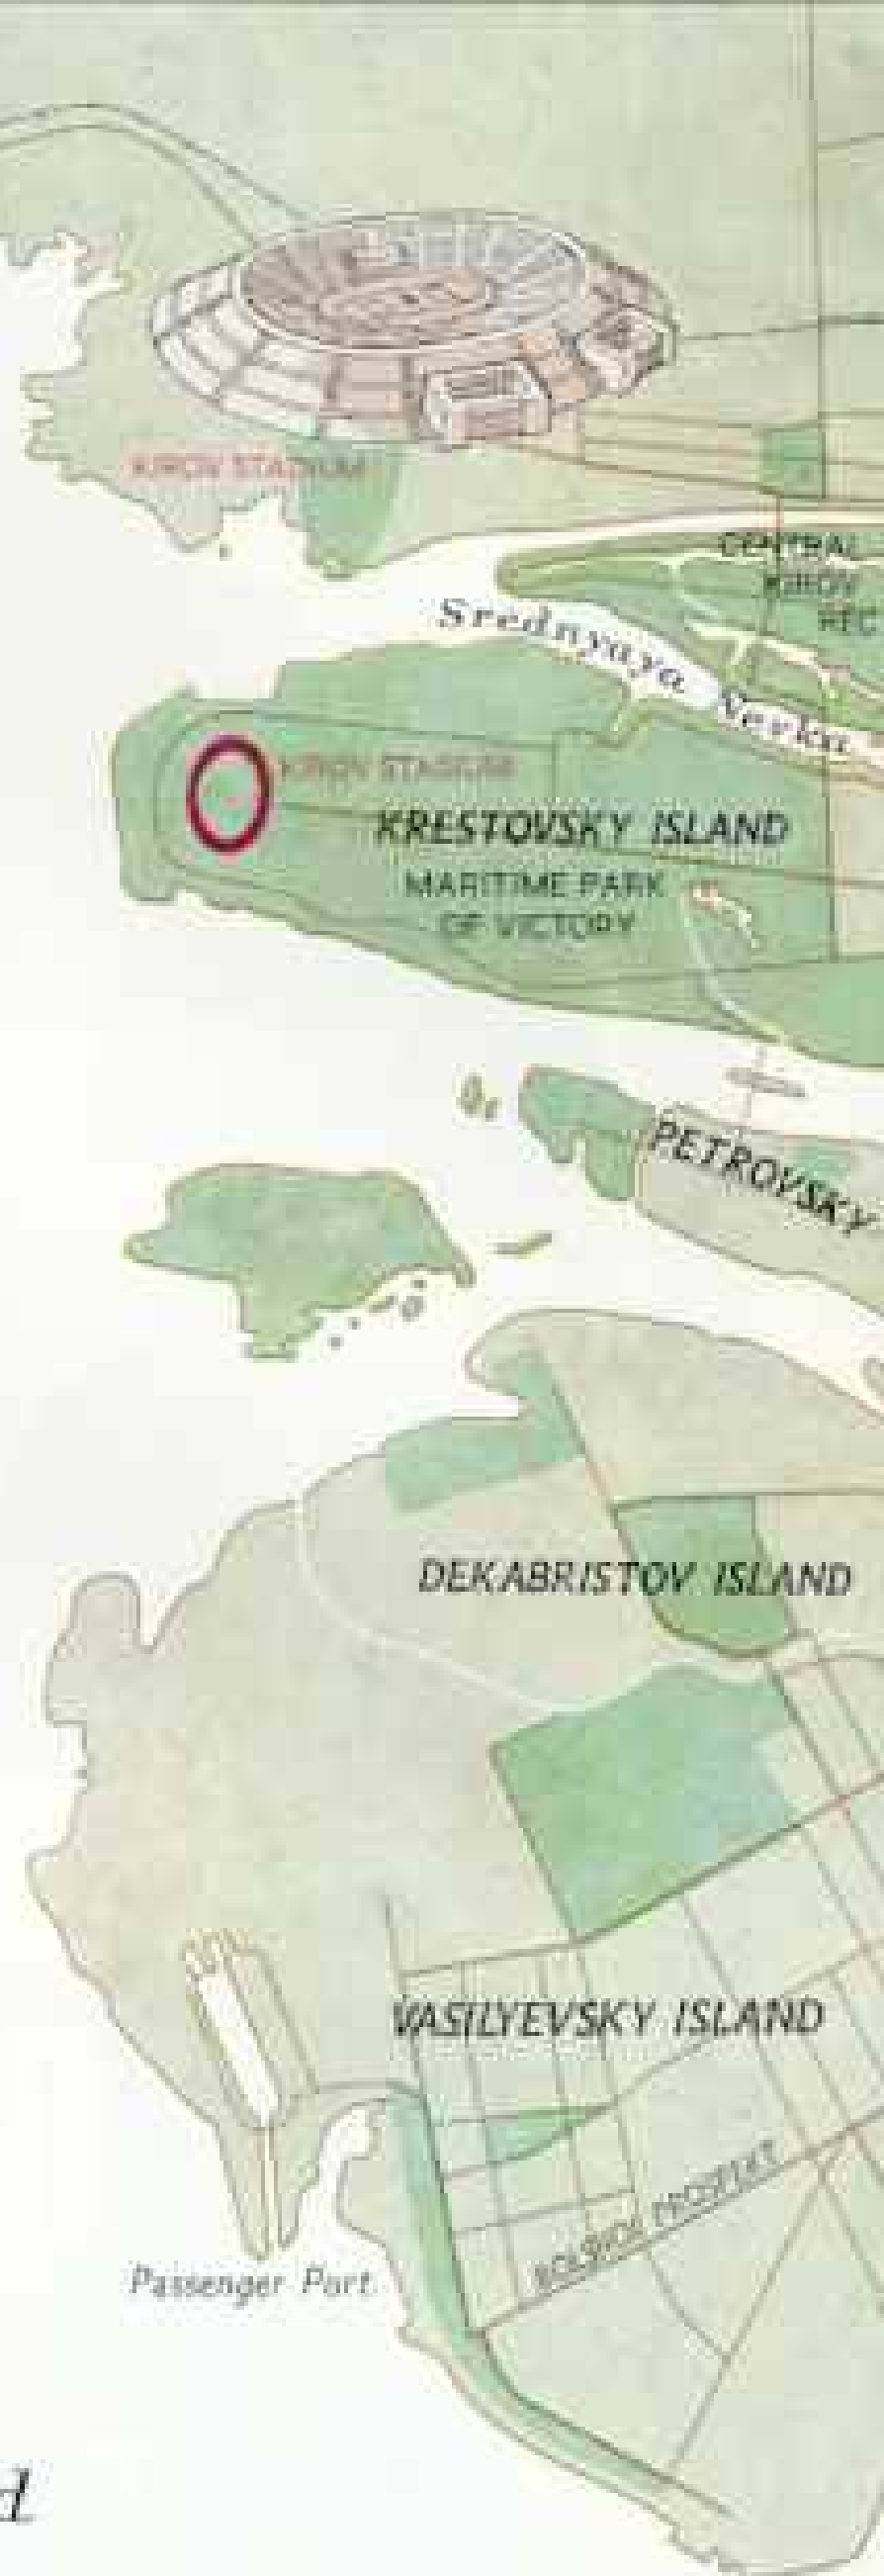 KIROV STADIUM
CENTRAL
KIROV
REC
Srednyaya Nevka
KIROV STADIUM
KRESTOVSKY ISLAND
MARITIME PARK
OF VICTORY
PETROVSKY
DEKABRISTOV ISLAND
VASILYEVSKY ISLAND
BOLSHOI PROSPEKT
Passenger Port
d